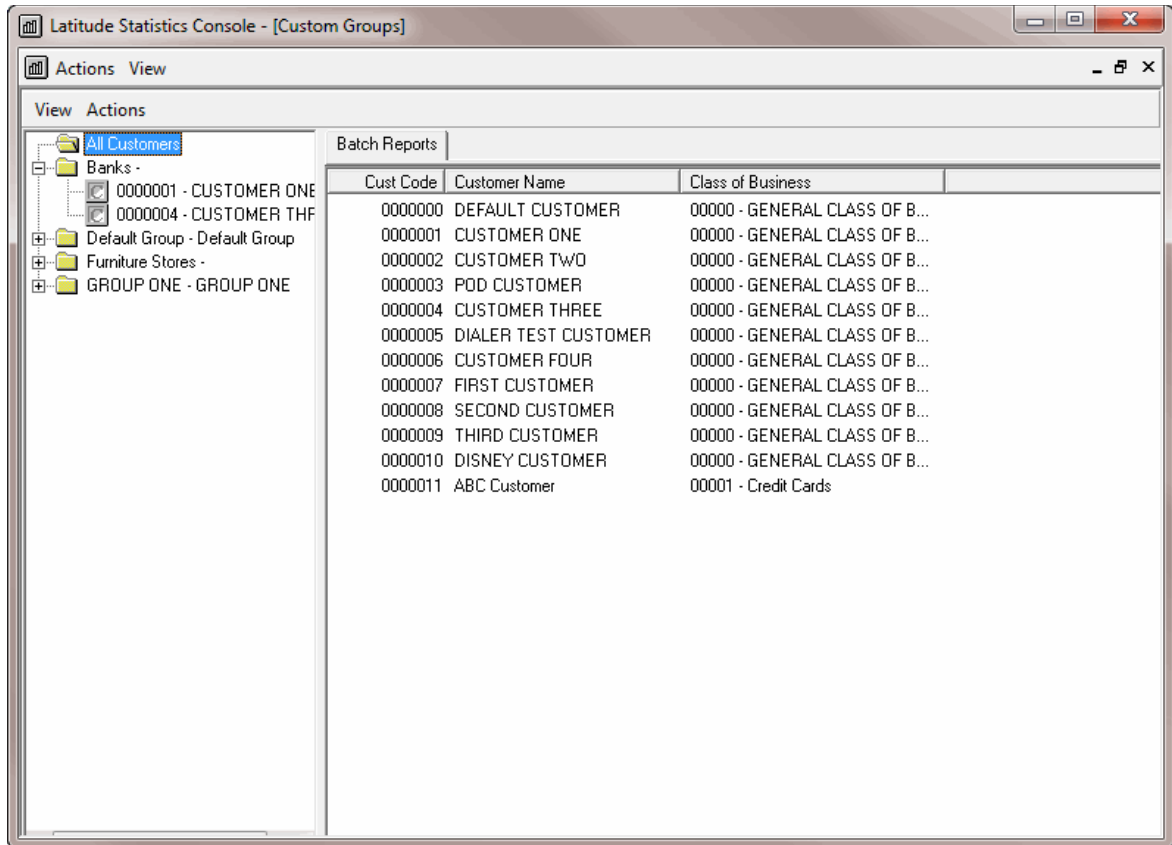 Latitude Statistics Console - [Custom Groups]
Actions View
View Actions
All Customers
Banks -
0000001 - CUSTOMER ONE
0000004 - CUSTOMER THR
Default Group - Default Group
Furniture Stores -
GROUP ONE - GROUP ONE
Batch Reports
Cust Code Customer Name Class of Business
0000000 DEFAULT CUSTOMER 00000 - GENERAL CLASS OF B...
0000001 CUSTOMER ONE 00000 - GENERAL CLASS OF B...
0000002 CUSTOMER TWO 00000 - GENERAL CLASS OF B...
0000003 POD CUSTOMER 00000 - GENERAL CLASS OF B...
0000004 CUSTOMER THREE 00000 - GENERAL CLASS OF B...
0000005 DIALER TEST CUSTOMER 00000 - GENERAL CLASS OF B...
0000006 CUSTOMER FOUR 00000 - GENERAL CLASS OF B...
0000007 FIRST CUSTOMER 00000 - GENERAL CLASS OF B...
0000008 SECOND CUSTOMER 00000 - GENERAL CLASS OF B...
0000009 THIRD CUSTOMER 00000 - GENERAL CLASS OF B...
0000010 DISNEY CUSTOMER 00000 - GENERAL CLASS OF B...
0000011 ABC Customer 00001 - Credit Cards